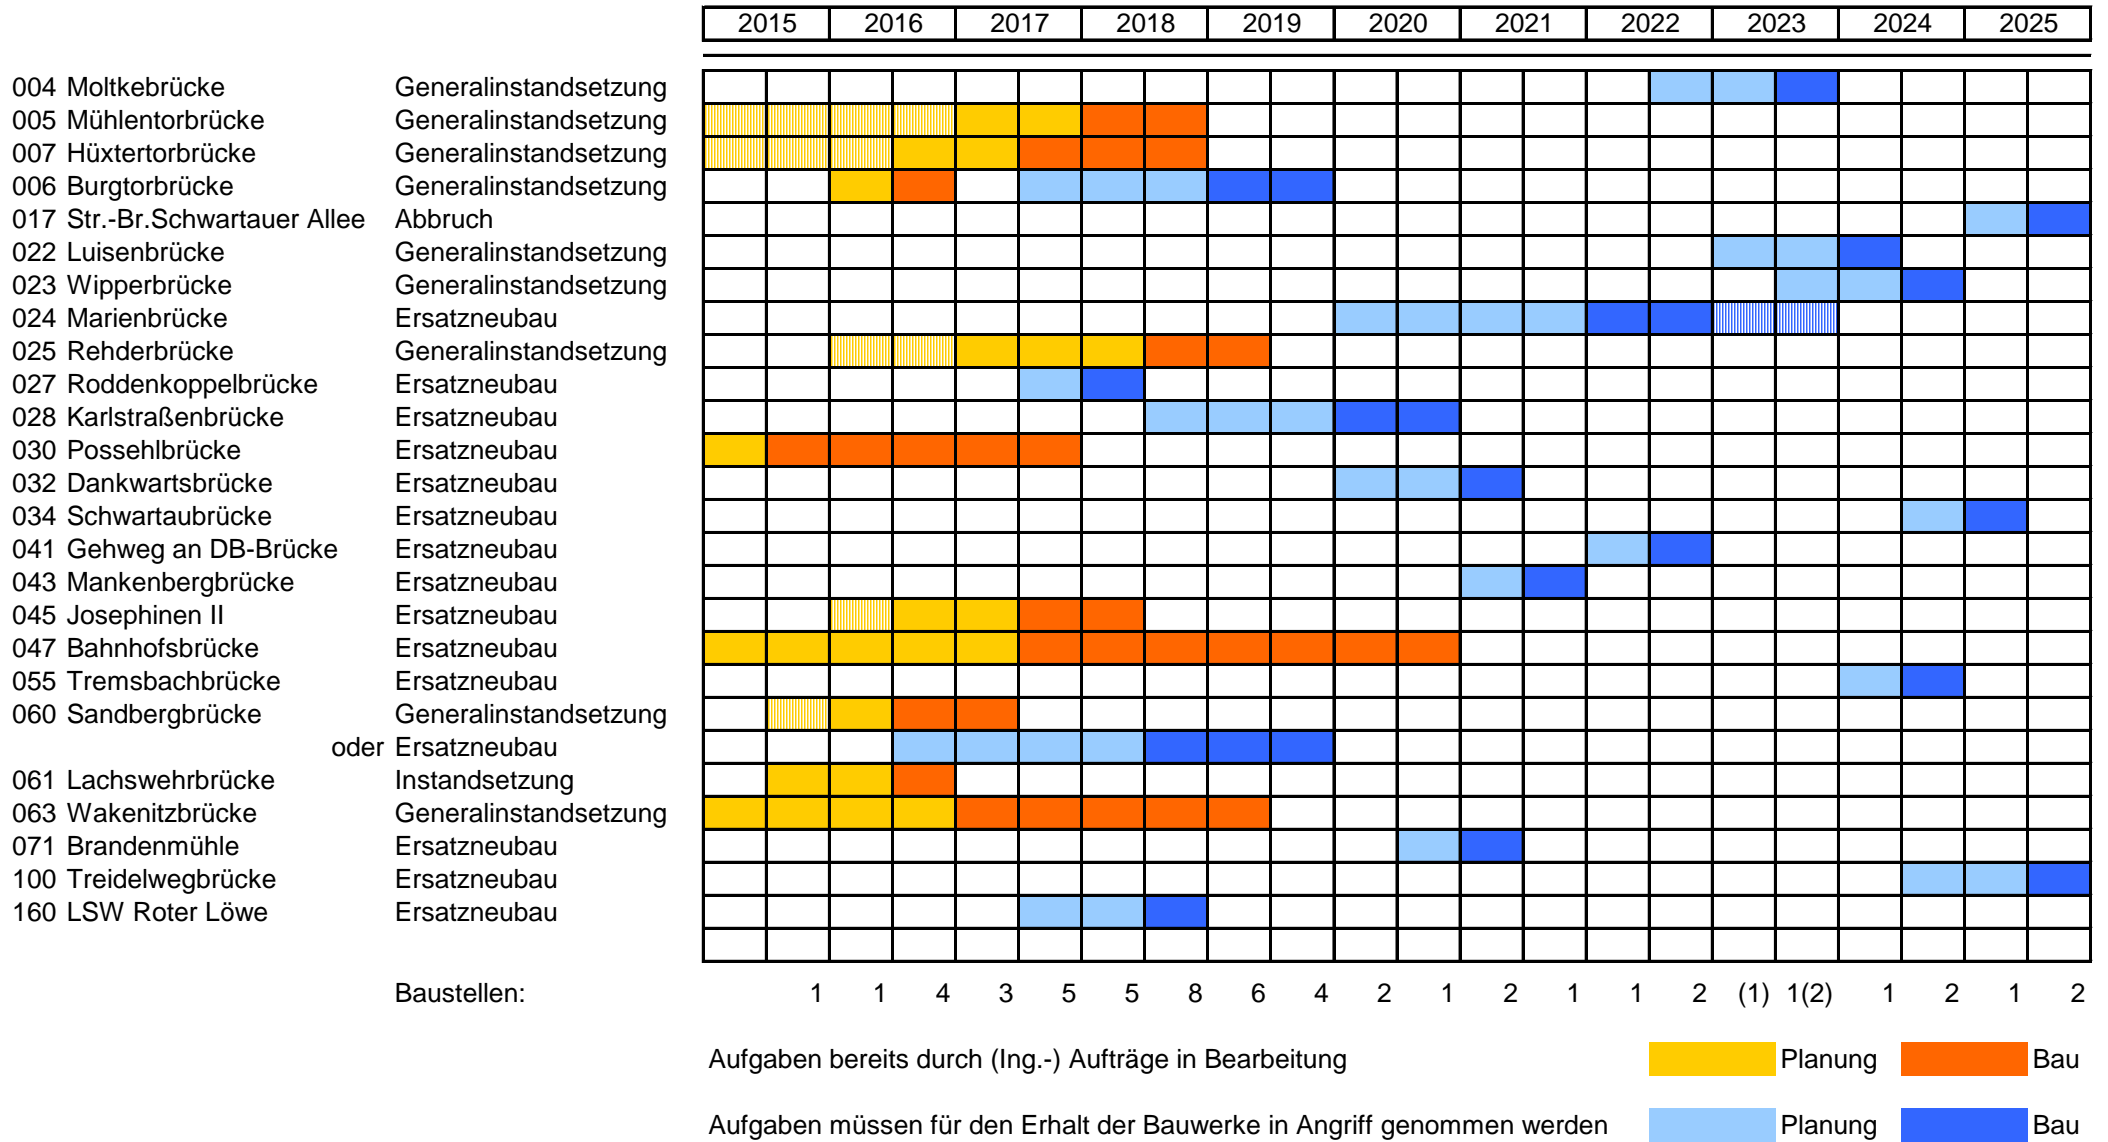 2015 2016 2017 2018 2019 2020 2021 2022 2023 2024 2025
004 Moltkebrücke Generalinstandsetzung
005 Mühlentorbrücke Generalinstandsetzung
007 Hüxtertorbrücke Generalinstandsetzung
006 Burgtorbrücke Generalinstandsetzung
017 Str.-Br.Schwartauer Allee Abbruch
022 Luisenbrücke Generalinstandsetzung
023 Wipperbrücke Generalinstandsetzung
024 Marienbrücke Ersatzneubau
025 Rehderbrücke Generalinstandsetzung
027 Roddenkoppelbrücke Ersatzneubau
028 Karlstraßenbrücke Ersatzneubau
030 Possehlbrücke Ersatzneubau
032 Dankwartsbrücke Ersatzneubau
034 Schwartaubrücke Ersatzneubau
041 Gehweg an DB-Brücke Ersatzneubau
043 Mankenbergbrücke Ersatzneubau
045 Josephinen II Ersatzneubau
047 Bahnhofsbrücke Ersatzneubau
055 Tremsbachbrücke Ersatzneubau
060 Sandbergbrücke Generalinstandsetzung
oder Ersatzneubau
061 Lachswehrbrücke Instandsetzung
063 Wakenitzbrücke Generalinstandsetzung
071 Brandenmühle Ersatzneubau
100 Treidelwegbrücke Ersatzneubau
160 LSW Roter Löwe Ersatzneubau
Baustellen: 1 1 4 3 5 5 8 6 4 2 1 2 1 1 2 (1) 1(2) 1 2 1 2
Aufgaben bereits durch (Ing.-) Aufträge in Bearbeitung Planung Bau
Aufgaben müssen für den Erhalt der Bauwerke in Angriff genommen werden Planung Bau